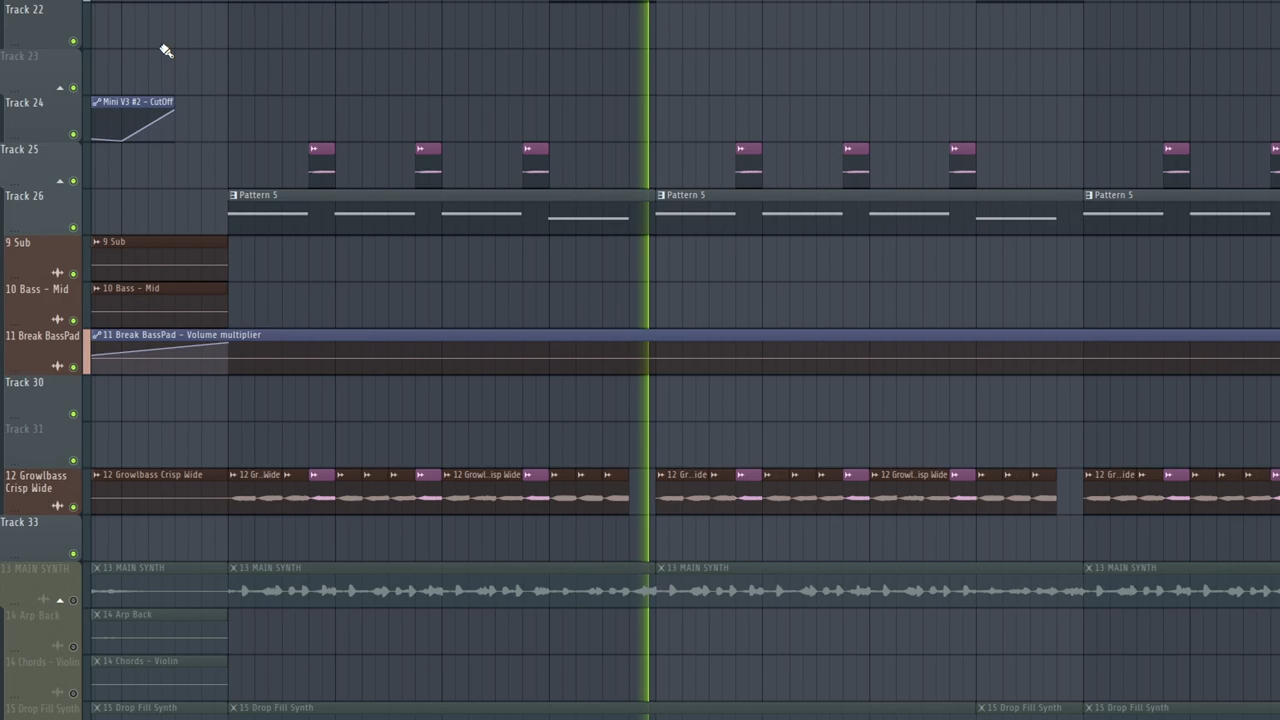 Track 22
Track 23
Track 24
Mini V3 #2 - CutOff
Track 25
Track 26
Pattern 5
Pattern 5
Pattern 5
9 Sub
9 Sub
10 Bass - Mid
10 Bass - Mid
11 Break BassPad
11 Break BassPad - Volume multiplier
Track 30
Track 31
12 Growlbass
Crisp Wide
12 Growlbass Crisp Wide
12 Gr..Wide
12 Growl..isp Wide
12 Gr..ide
12 Growl..isp Wide
12 Gr..ide
Track 33
13 MAIN SYNTH
13 MAIN SYNTH
13 MAIN SYNTH
13 MAIN SYNTH
13 MAIN SYNTH
14 Arp Back
14 Arp Back
14 Chords - Violin
14 Chords - Violin
15 Drop Fill Synth
15 Drop Fill Synth
15 Drop Fill Synth
15 Drop Fill Synth
15 Drop Fill Synth